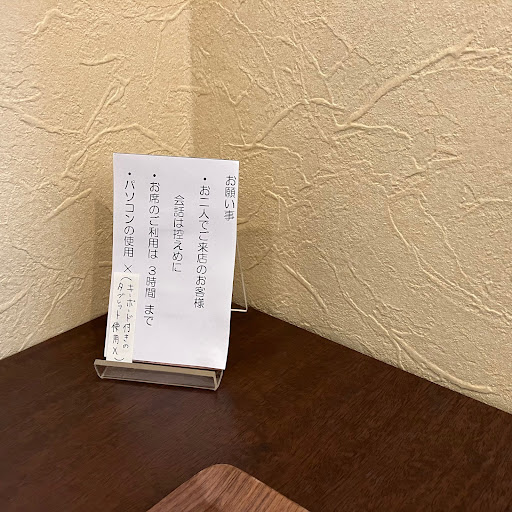 お願い事
・お二人でご来店のお客様
会話は控えめに
・お席のご利用は 3時間 まで
・パソコンの使用 ×
(キーボード付きの
タブレット使用×)